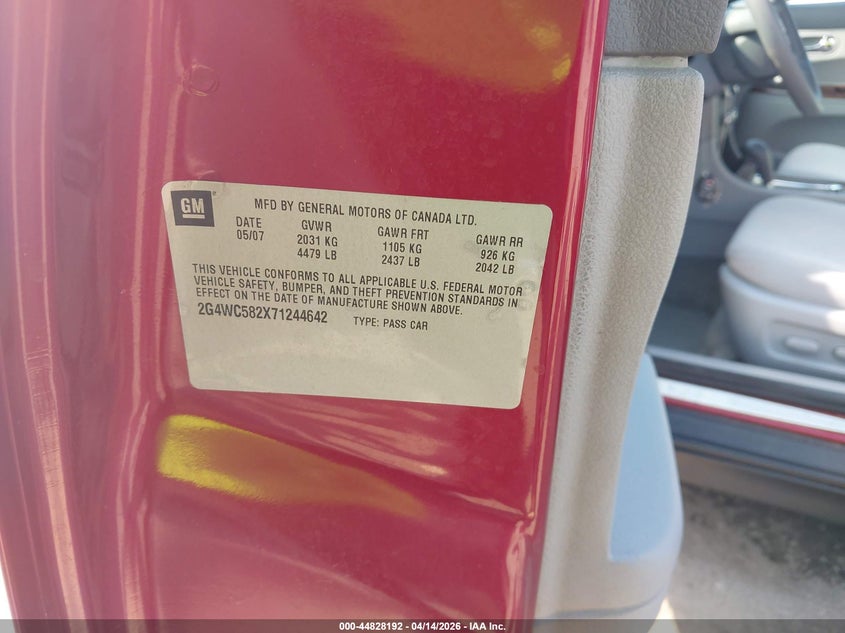 GM
MFD BY GENERAL MOTORS OF CANADA LTD.
DATE GVWR GAWR FRT GAWR RR
05/07 2031 KG 1105 KG 926 KG
4479 LB 2437 LB 2042 LB
THIS VEHICLE CONFORMS TO ALL APPLICABLE U.S. FEDERAL MOTOR
VEHICLE SAFETY, BUMPER, AND THEFT PREVENTION STANDARDS IN
EFFECT ON THE DATE OF MANUFACTURE SHOWN ABOVE.
2G4WC582X71244642 TYPE: PASS CAR
000-44828192 - 04/14/2026 - IAA Inc.